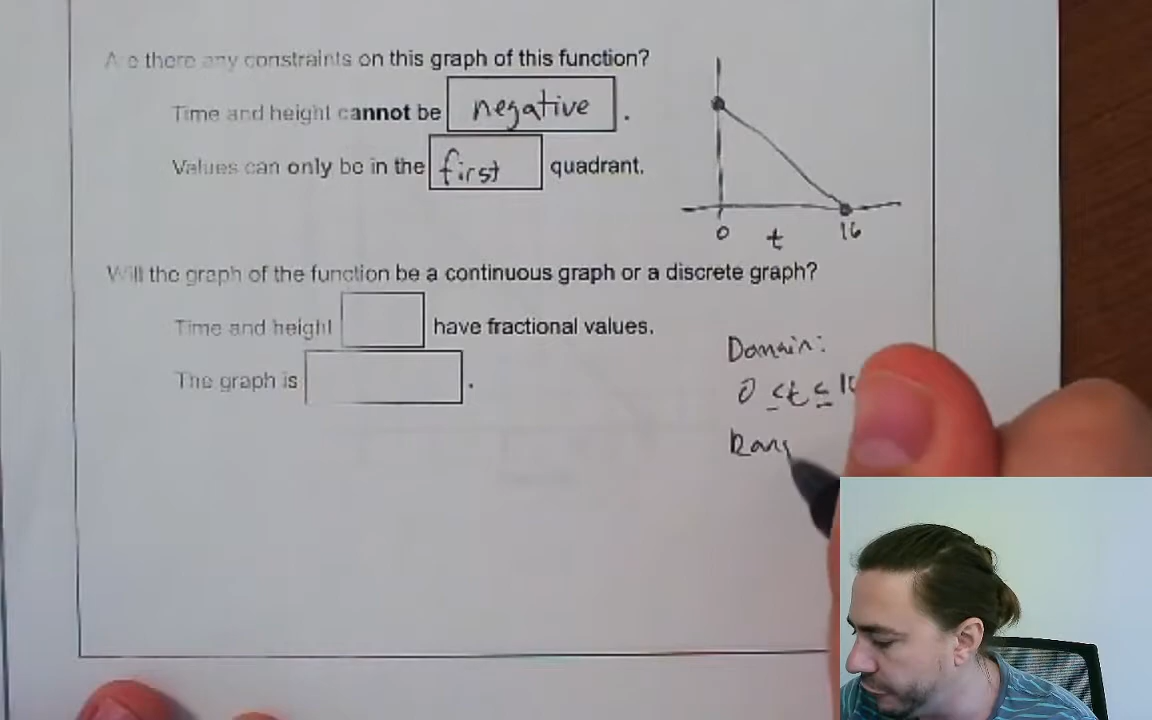 Are there any constraints on this graph of this function?
Time and height cannot be negative.
Values can only be in the first quadrant.
0 t 16
Will the graph of the function be a continuous graph or a discrete graph?
Time and height have fractional values.
The graph is .
Domain:
0 ≤ t ≤
Rang